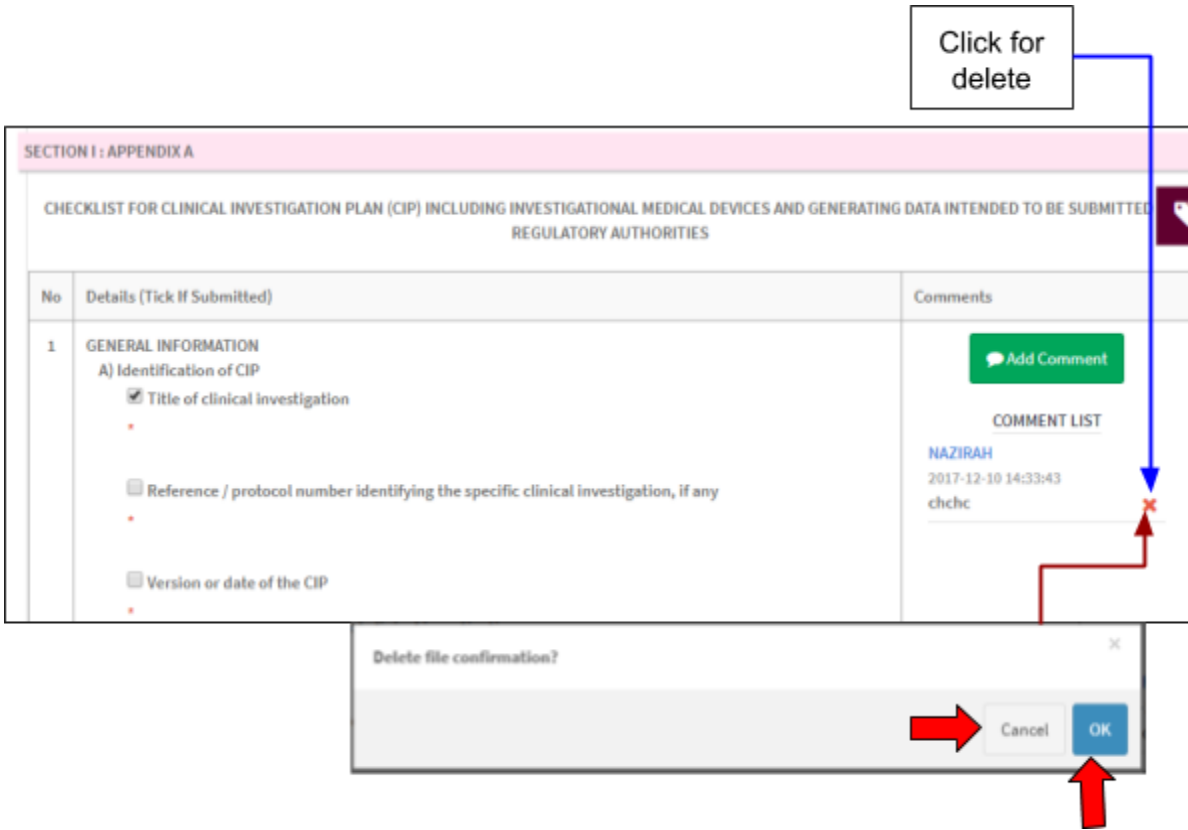 Click for
delete
SECTION I : APPENDIX A
CHECKLIST FOR CLINICAL INVESTIGATION PLAN (CIP) INCLUDING INVESTIGATIONAL MEDICAL DEVICES AND GENERATING DATA INTENDED TO BE SUBMITTED
REGULATORY AUTHORITIES
No Details (Tick If Submitted) Comments
1 GENERAL INFORMATION
A) Identification of CIP
Title of clinical investigation
*
Reference / protocol number identifying the specific clinical investigation, if any
*
Version or date of the CIP
*
Add Comment
COMMENT LIST
NAZIRAH
2017-12-10 14:33:43
chchc
Delete file confirmation?
Cancel OK